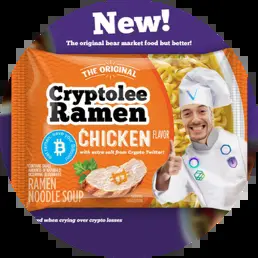 New!
The original bear market food but better!
THE ORIGINAL
Cryptolee
Ramen
CHICKEN FLAVOR
with extra salt from Crypto Twitter!
RAMEN
NOODLE SOUP
when crying over crypto losses